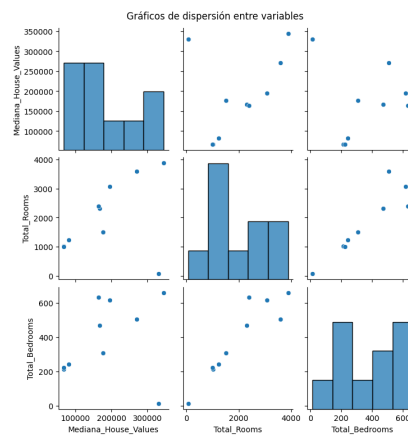 Gráficos de dispersión entre variables
350000
300000
250000
200000
150000
100000
Mediana_House_Values
4000
3000
2000
1000
0
Total_Rooms
600
400
200
0
Total_Bedrooms
100000 200000 300000
0 2000 4000
0 200 400 600
Mediana_House_Values Total_Rooms Total_Bedrooms